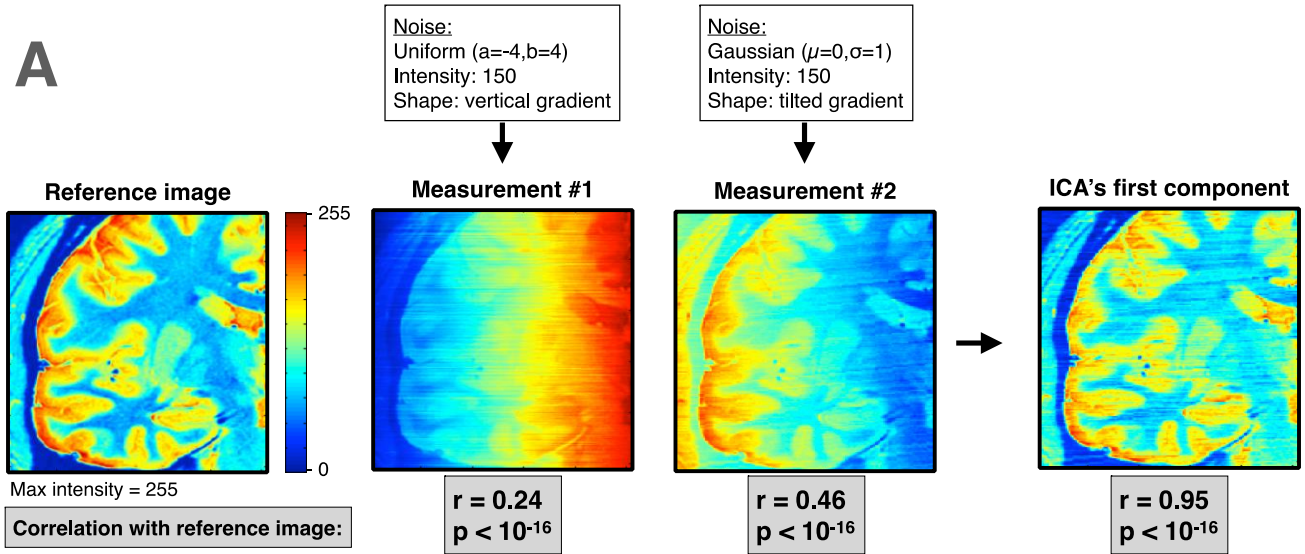 A
Noise:
Uniform (a=-4,b=4)
Intensity: 150
Shape: vertical gradient
Noise:
Gaussian (μ=0,σ=1)
Intensity: 150
Shape: tilted gradient
Reference image
Measurement #1
Measurement #2
ICA's first component
255
0
Max intensity = 255
Correlation with reference image:
r = 0.24
p < 10⁻¹⁶
r = 0.46
p < 10⁻¹⁶
r = 0.95
p < 10⁻¹⁶